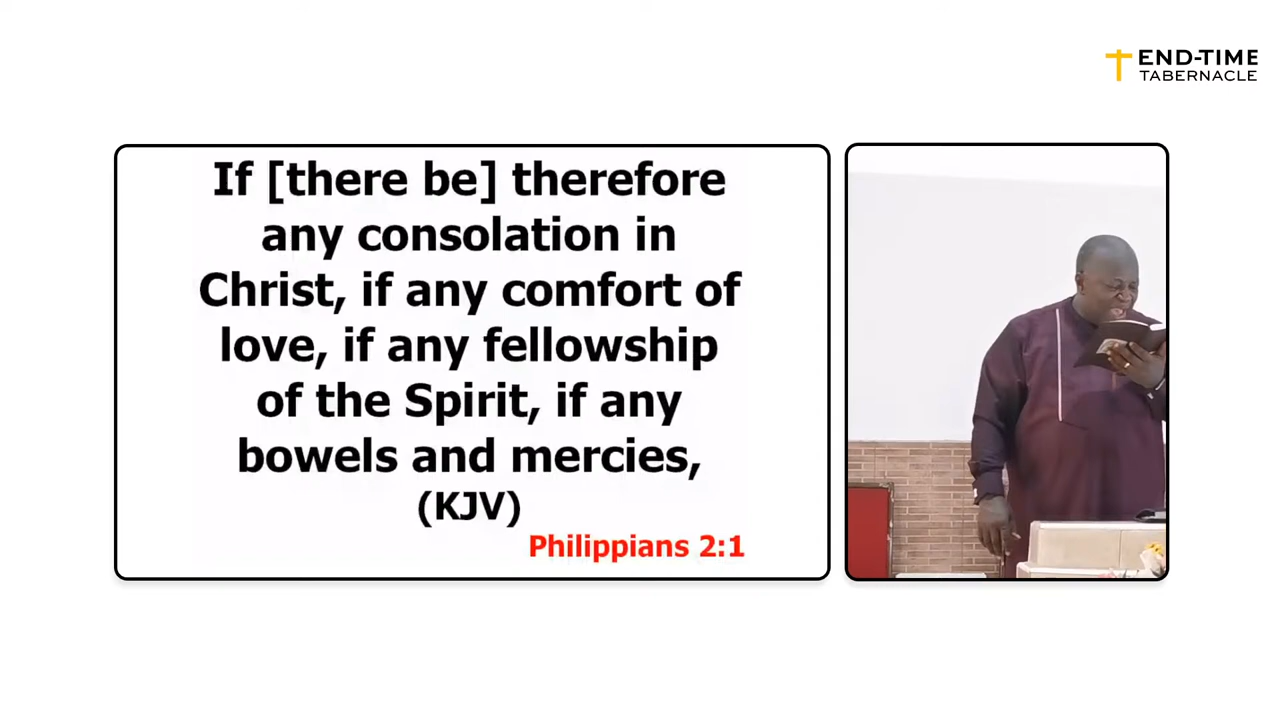 END-TIME
TABERNACLE
If [there be] therefore
any consolation in
Christ, if any comfort of
love, if any fellowship
of the Spirit, if any
bowels and mercies,
(KJV)
Philippians 2:1